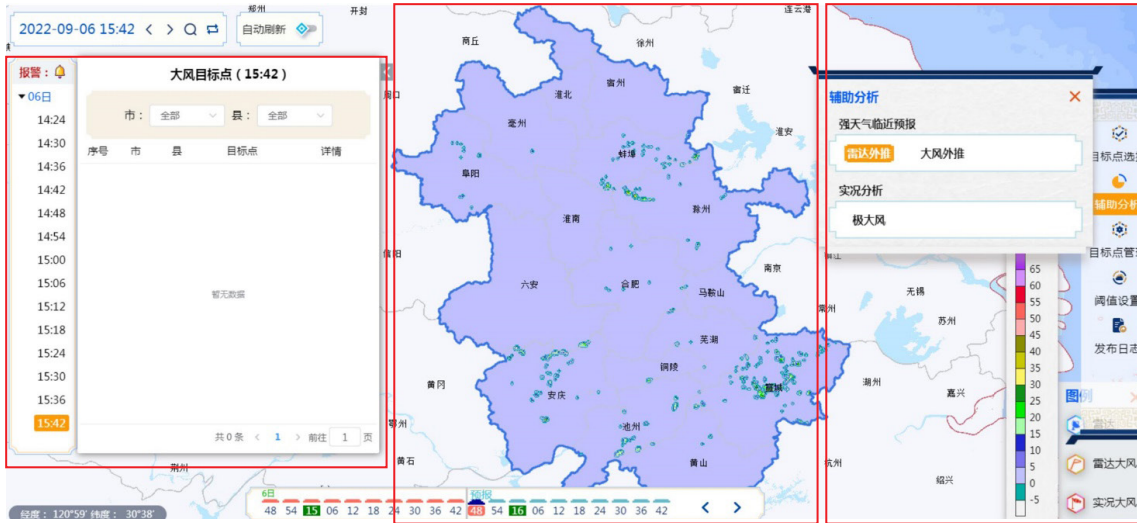 2022-09-06 15:42
自动刷新
报警：
06日
14:24
14:30
14:36
14:42
14:48
14:54
15:00
15:06
15:12
15:18
15:24
15:30
15:36
15:42
大风目标点（15:42）
市： 全部 县： 全部
序号 市 县 目标点 详情
暂无数据
共 0 条 < 1 > 前往 1 页
郑州
开封
商丘
连云港
徐州
宿州
淮北
宿迁
周口
亳州
淮安
蚌埠
阜阳
滁州
淮南
信阳
南京
六安
合肥
马鞍山
镇江
无锡
常州
苏州
芜湖
铜陵
黄冈
安庆
宣城
湖州
嘉兴
鄂州
池州
黄石
黄山
杭州
荆州
绍兴
辅助分析
强天气临近预报
雷达外推 大风外推
实况分析
极大风
目标点选
辅助分析
目标点管
阈值设置
发布日志
65
60
55
50
45
40
35
30
25
20
15
10
5
0
-5
图例
雷达
雷达大风
实况大风
6日 预报
48 54 15 06 12 18 24 30 36 42 48 54 16 06 12 18 24 30 36 42
经度： 120°59′ 纬度： 30°38′